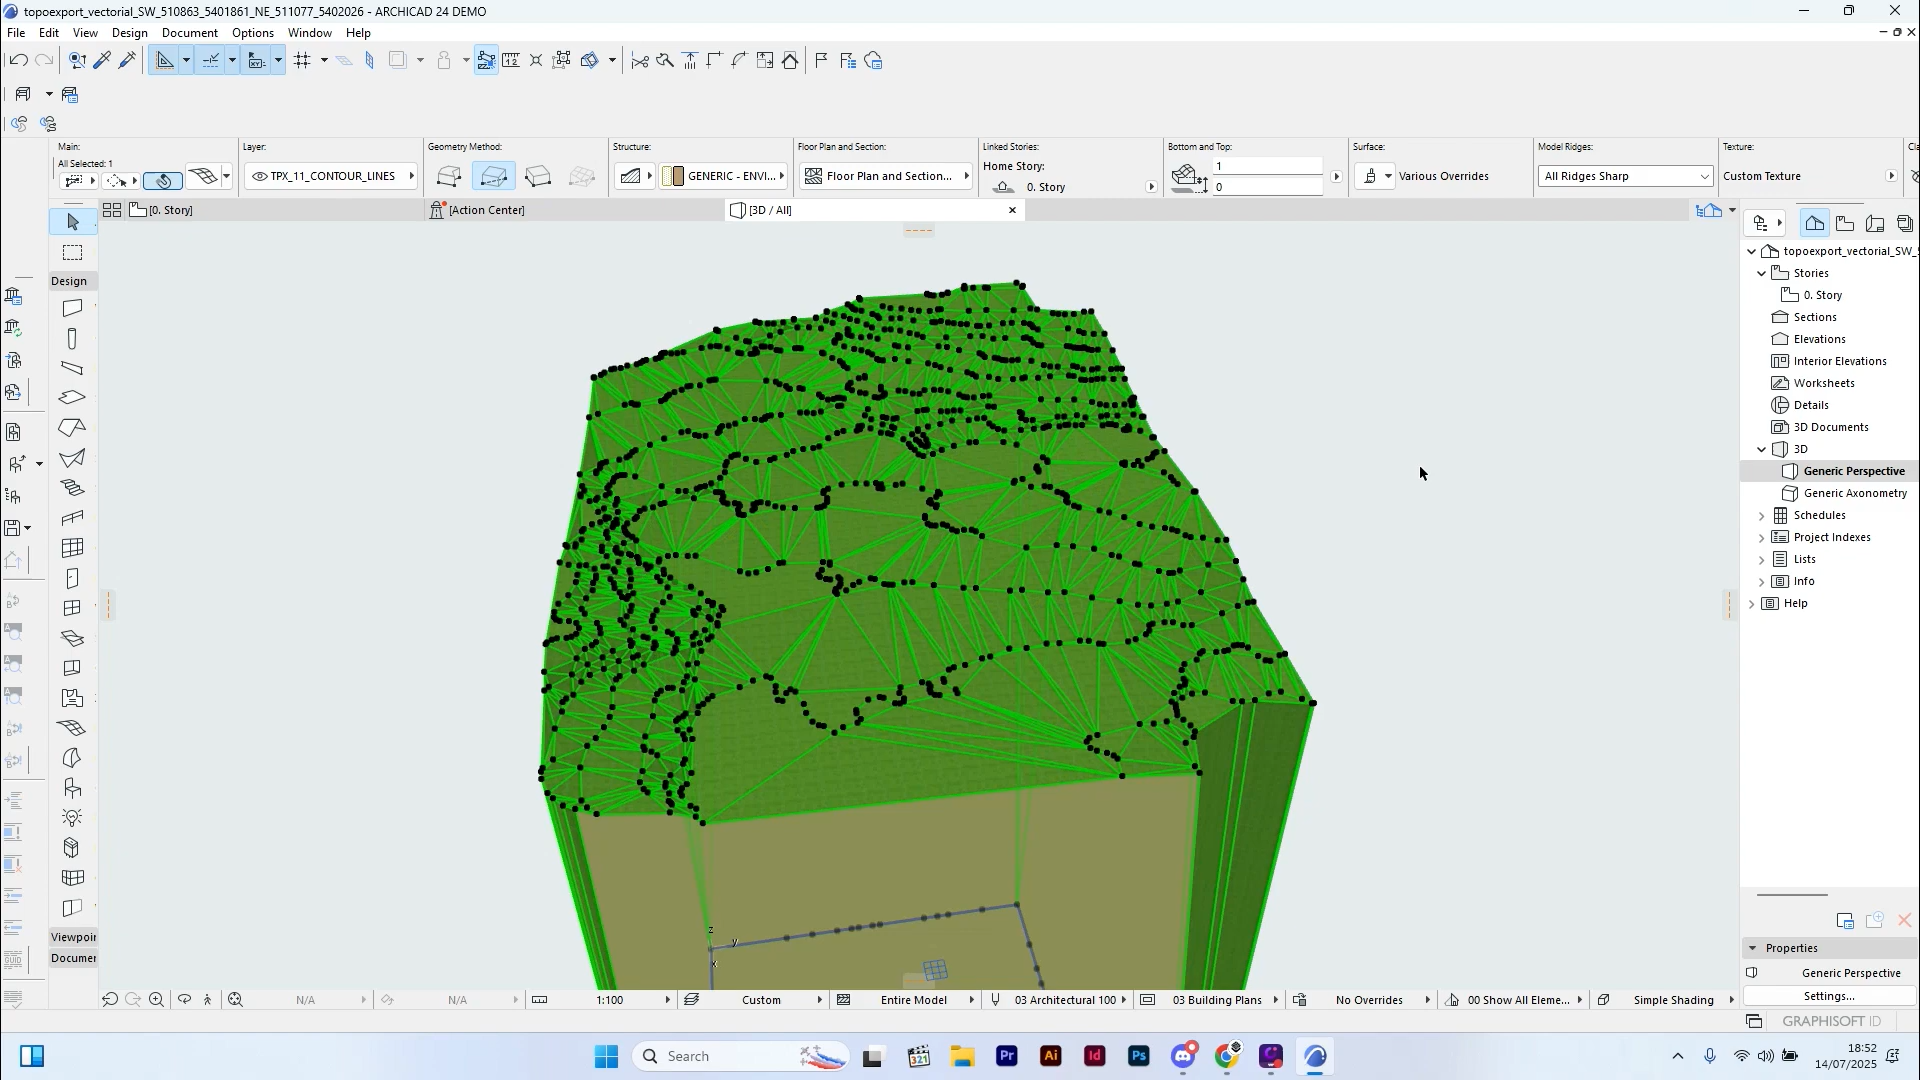 topoexport_vectorial_SW_510863_5401861_NE_511077_5402026 - ARCHICAD 24 DEMO
File Edit View Design Document Options Window Help
Main:
All Selected: 1
Layer:
TPX_11_CONTOUR_LINES
Geometry Method:
Structure:
GENERIC - ENVI...
Floor Plan and Section:
Floor Plan and Section...
Linked Stories:
Home Story:
0. Story
Bottom and Top:
1
0
Surface:
Various Overrides
Model Ridges:
All Ridges Sharp
Texture:
Custom Texture
Cla
[0. Story]
[Action Center]
[3D / All]
Design
Viewpoir
Documer
topoexport_vectorial_SW_
Stories
0. Story
Sections
Elevations
Interior Elevations
Worksheets
Details
3D Documents
3D
Generic Perspective
Generic Axonometry
Schedules
Project Indexes
Lists
Info
Help
z
y
x
Properties
Generic Perspective
Settings...
N/A
N/A
1:100
Custom
Entire Model
03 Architectural 100
03 Building Plans
No Overrides
00 Show All Eleme...
Simple Shading
GRAPHISOFT ID
Search
18:52
14/07/2025